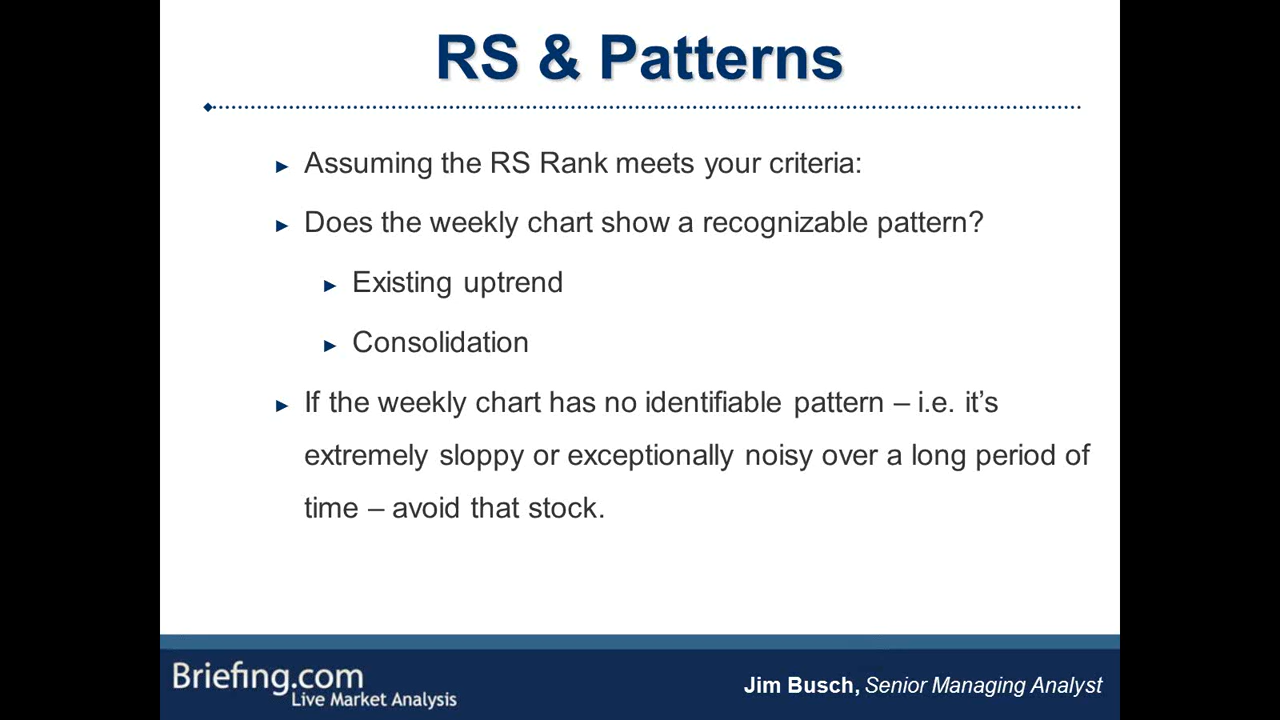 RS & Patterns
► Assuming the RS Rank meets your criteria:
► Does the weekly chart show a recognizable pattern?
► Existing uptrend
► Consolidation
► If the weekly chart has no identifiable pattern – i.e. it’s
extremely sloppy or exceptionally noisy over a long period of
time – avoid that stock.
Briefing.com
Live Market Analysis
Jim Busch, Senior Managing Analyst